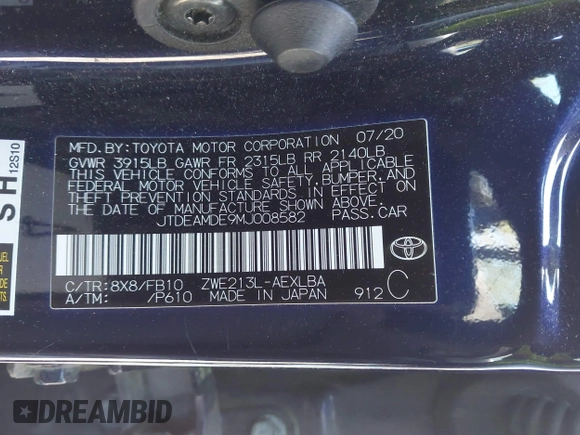 MFD.BY:TOYOTA MOTOR CORPORATION 07/20
GVWR 3915LB GAWR FR 2315LB RR 2140LB
THIS VEHICLE CONFORMS TO ALL APPLICABLE
FEDERAL MOTOR VEHICLE SAFETY, BUMPER, AND
THEFT PREVENTION STANDARDS IN EFFECT ON
THE DATE OF MANUFACTURE SHOWN ABOVE.
JTDEAMDE9MJ008582 PASS.CAR
C/TR:8X8/FB10 ZWE213L-AEXLBA
A/TM: /P610 MADE IN JAPAN 912 C
SH
12S10
DREAMBID